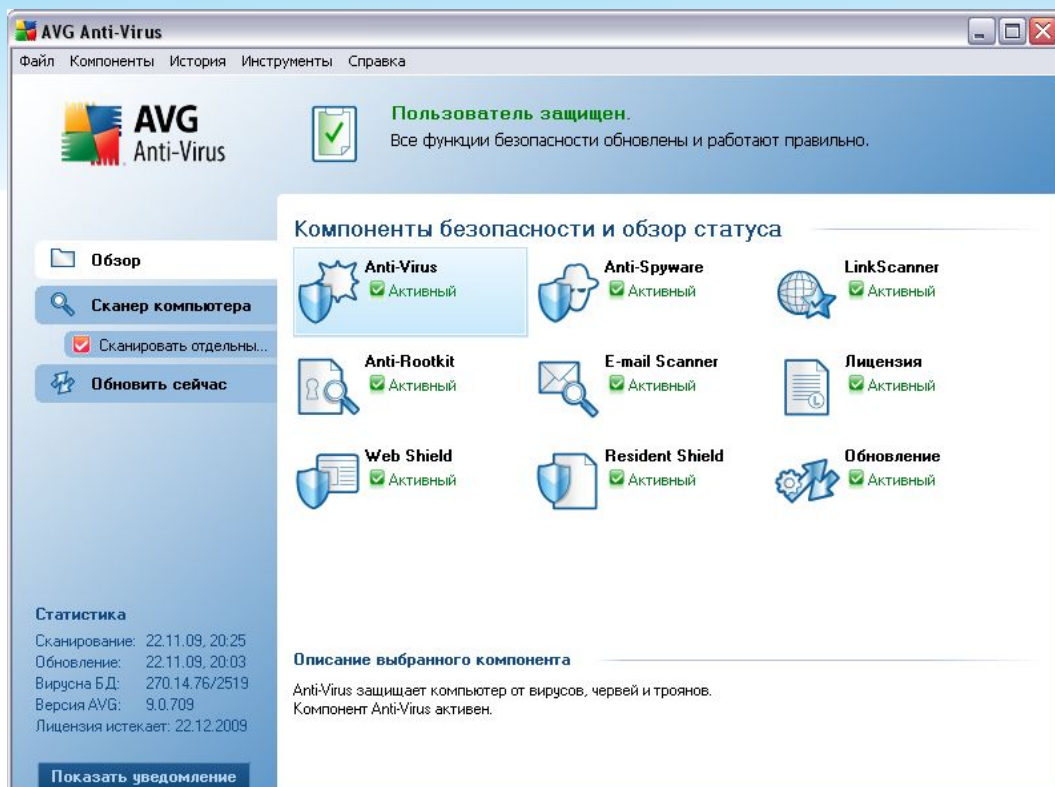 AVG Anti-Virus
Файл Компоненты История Инструменты Справка
AVG
Anti-Virus
Пользователь защищен.
Все функции безопасности обновлены и работают правильно.
Обзор
Сканер компьютера
Сканировать отдельны...
Обновить сейчас
Компоненты безопасности и обзор статуса
Anti-Virus
Активный
Anti-Spyware
Активный
LinkScanner
Активный
Anti-Rootkit
Активный
E-mail Scanner
Активный
Лицензия
Активный
Web Shield
Активный
Resident Shield
Активный
Обновление
Активный
Статистика
Сканирование: 22.11.09, 20:25
Обновление: 22.11.09, 20:03
Вирусна БД: 270.14.76/2519
Версия AVG: 9.0.709
Лицензия истекает: 22.12.2009
Показать уведомление
Описание выбранного компонента
Anti-Virus защищает компьютер от вирусов, червей и троянов.
Компонент Anti-Virus активен.